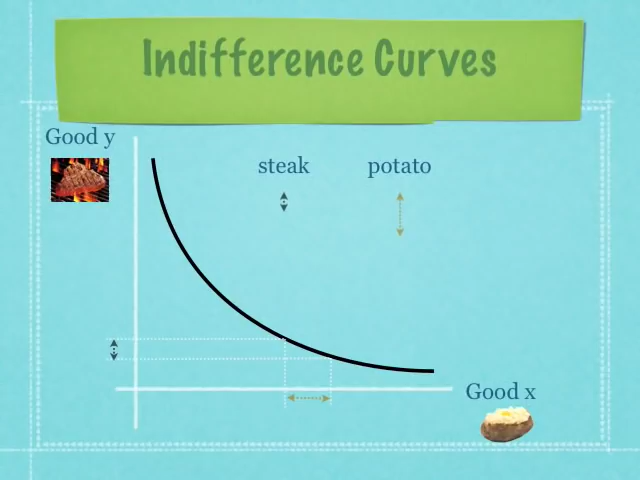 Indifference Curves
Good y
steak
potato
Good x